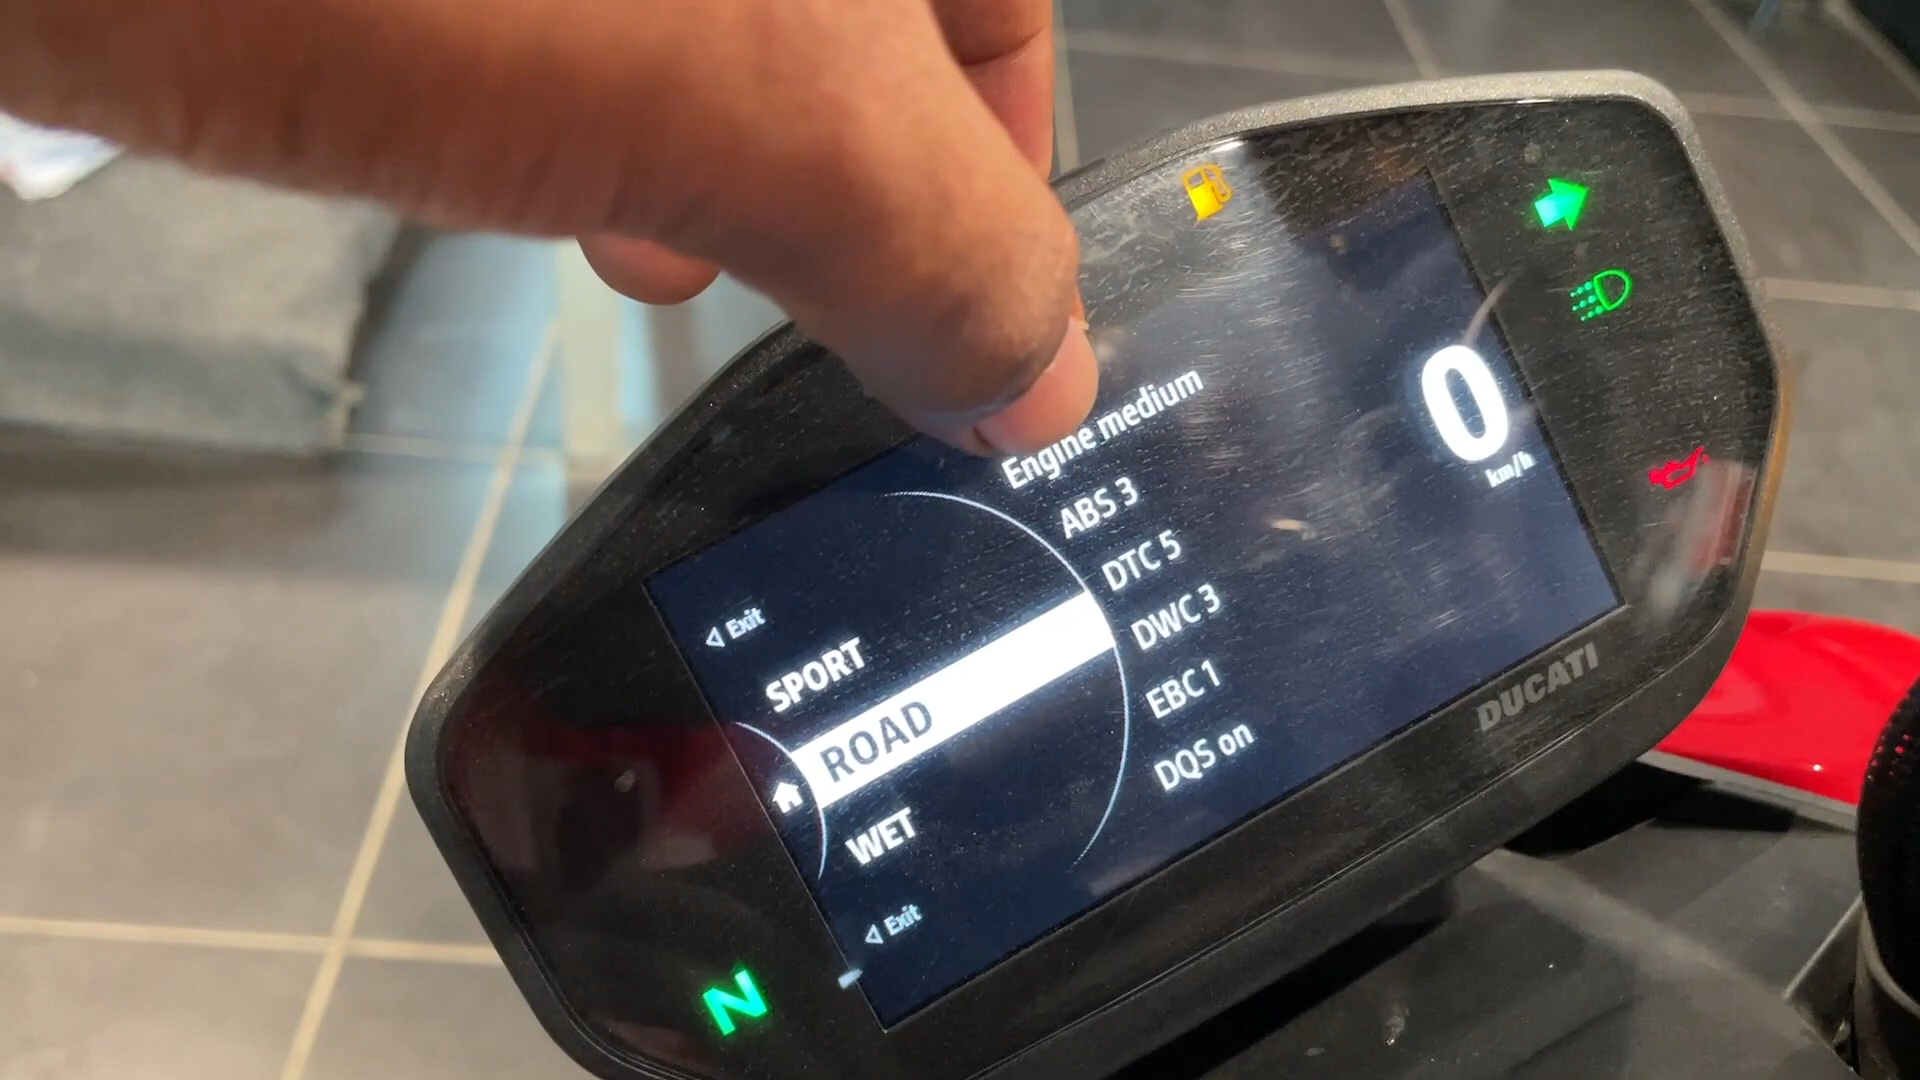 Engine medium
ABS 3
DTC 5
DWC 3
EBC 1
DQS on
Exit
SPORT
ROAD
WET
Exit
0
km/h
DUCATI
N